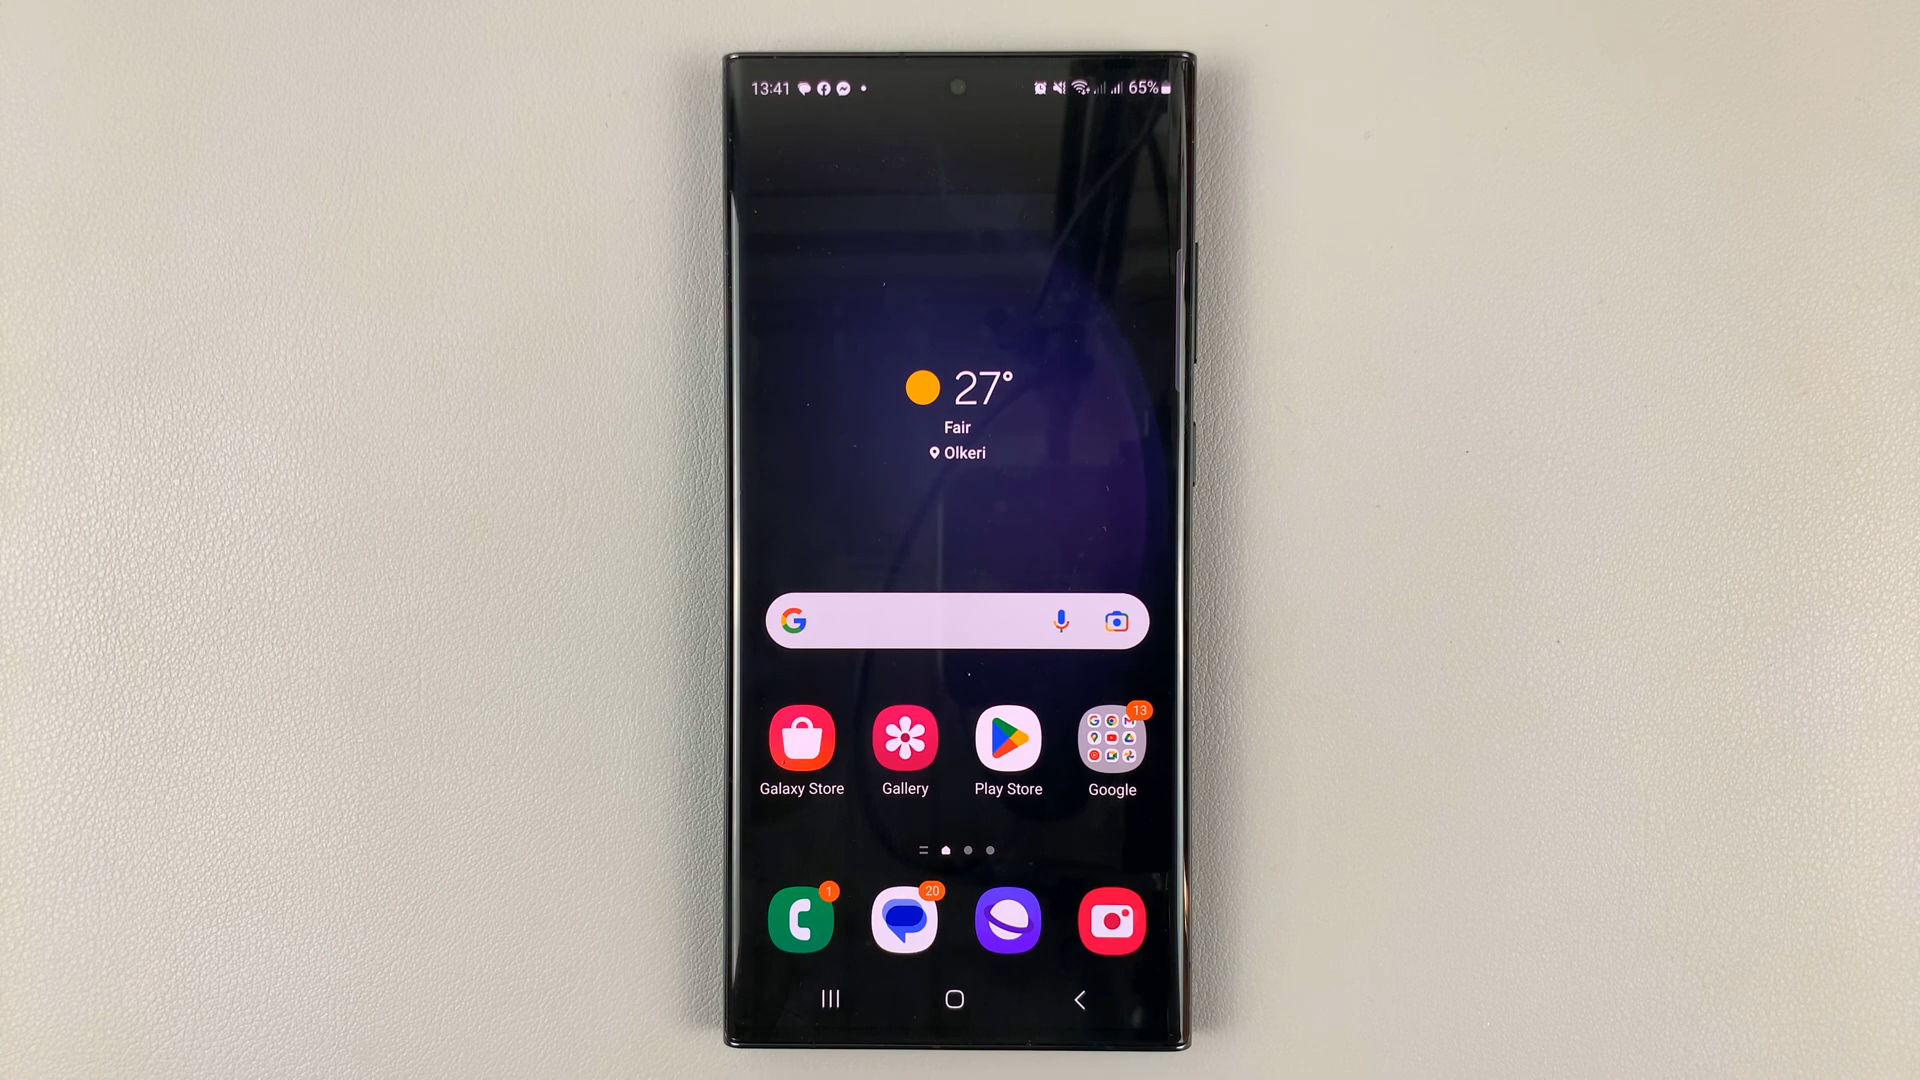 13:41
65%
27°
Fair
Olkeri
13
Galaxy Store
Gallery
Play Store
Google
1
20